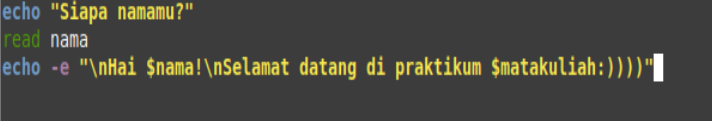 echo "Siapa namamu?"
read nama
echo -e "\nHai $nama!\nSelamat datang di praktikum $matakuliah:))))"